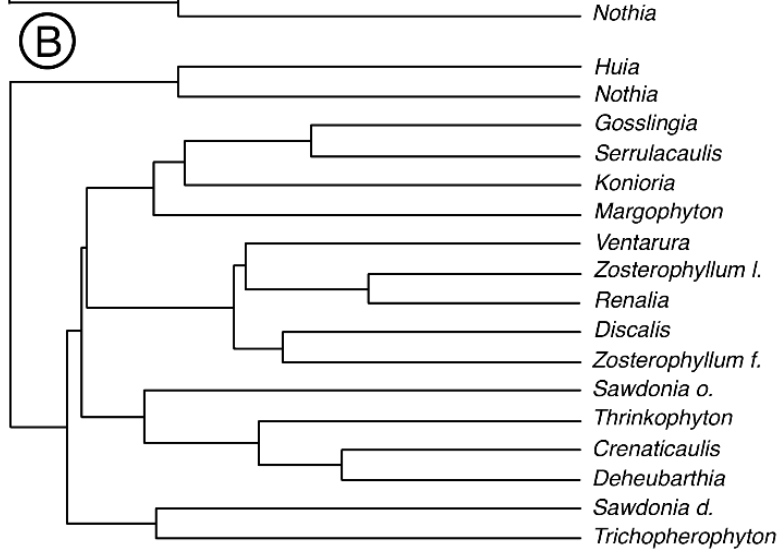 Nothia
B
Huia
Nothia
Gosslingia
Serrulacaulis
Konioria
Margophyton
Ventarura
Zosterophyllum l.
Renalia
Discalis
Zosterophyllum f.
Sawdonia o.
Thrinkophyton
Crenaticaulis
Deheubarthia
Sawdonia d.
Trichopherophyton